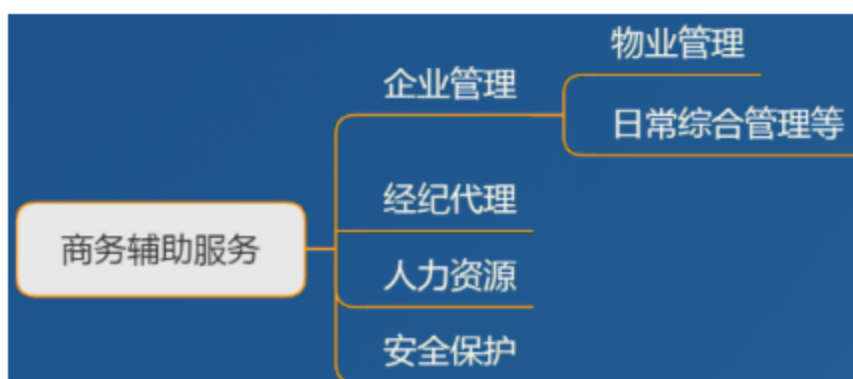 物业管理
企业管理
日常综合管理等
经纪代理
商务辅助服务
人力资源
安全保护